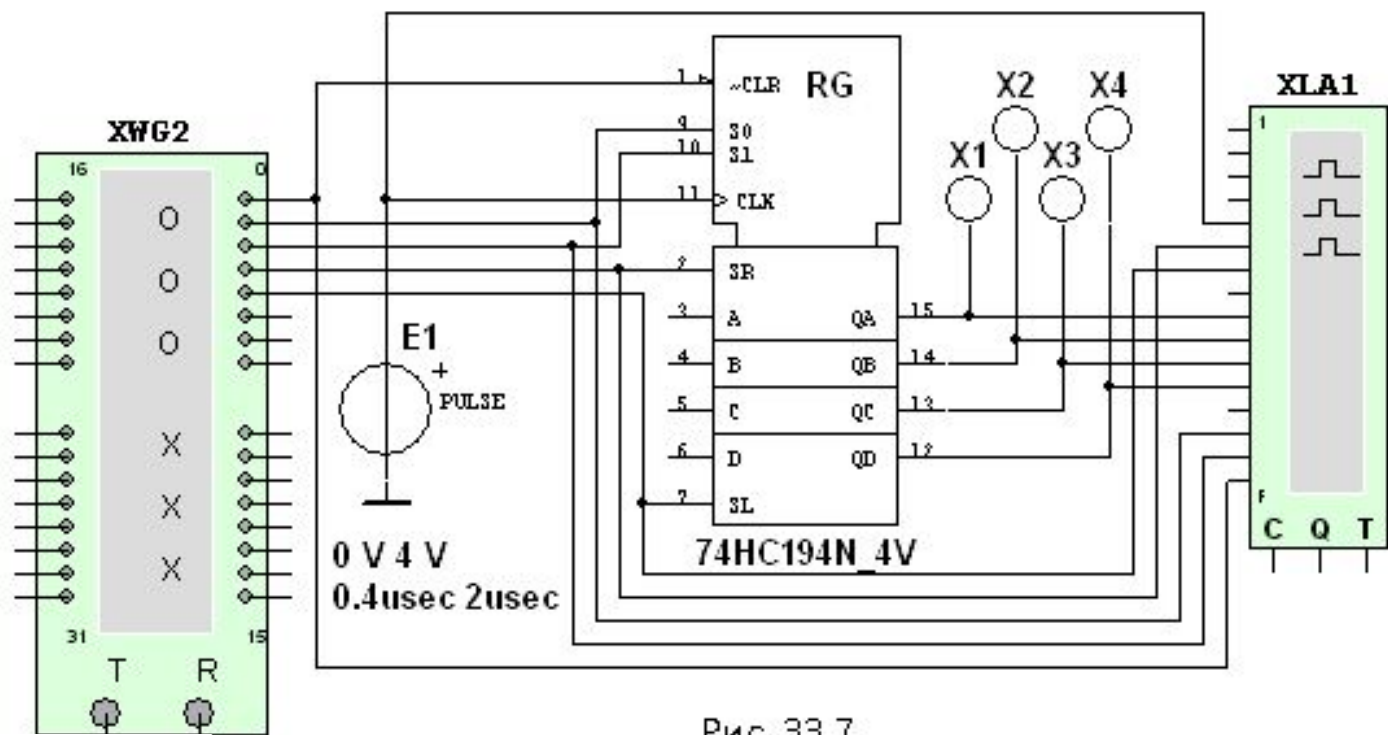 XWG2
16 0
O
O
O
X
X
X
31 15
T R
E1
+
PULSE
0 V 4 V
0.4usec 2usec
1 ~CLR RG
9 S0
10 S1
11 CLK
2 SR
3 A QA 15
4 B QB 14
5 C QC 13
6 D QD 12
7 SL
74HC194N_4V
X2 X4
X1 X3
XLA1
1
F
C Q T
Рис. 33.7